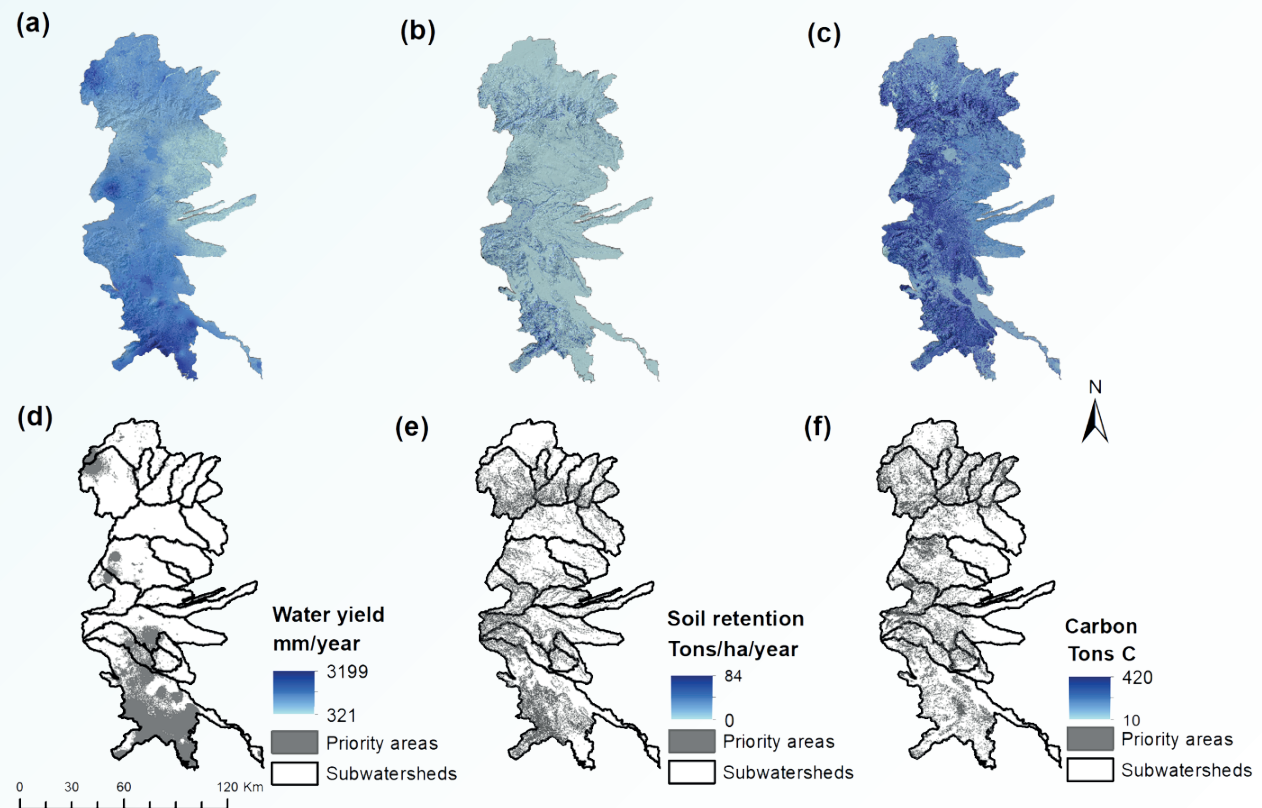 (a)
(b)
(c)
N
(d)
(e)
(f)
Water yield
mm/year
3199
321
Priority areas
Subwatersheds
Soil retention
Tons/ha/year
84
0
Priority areas
Subwatersheds
Carbon
Tons C
420
10
Priority areas
Subwatersheds
0 30 60 120 Km